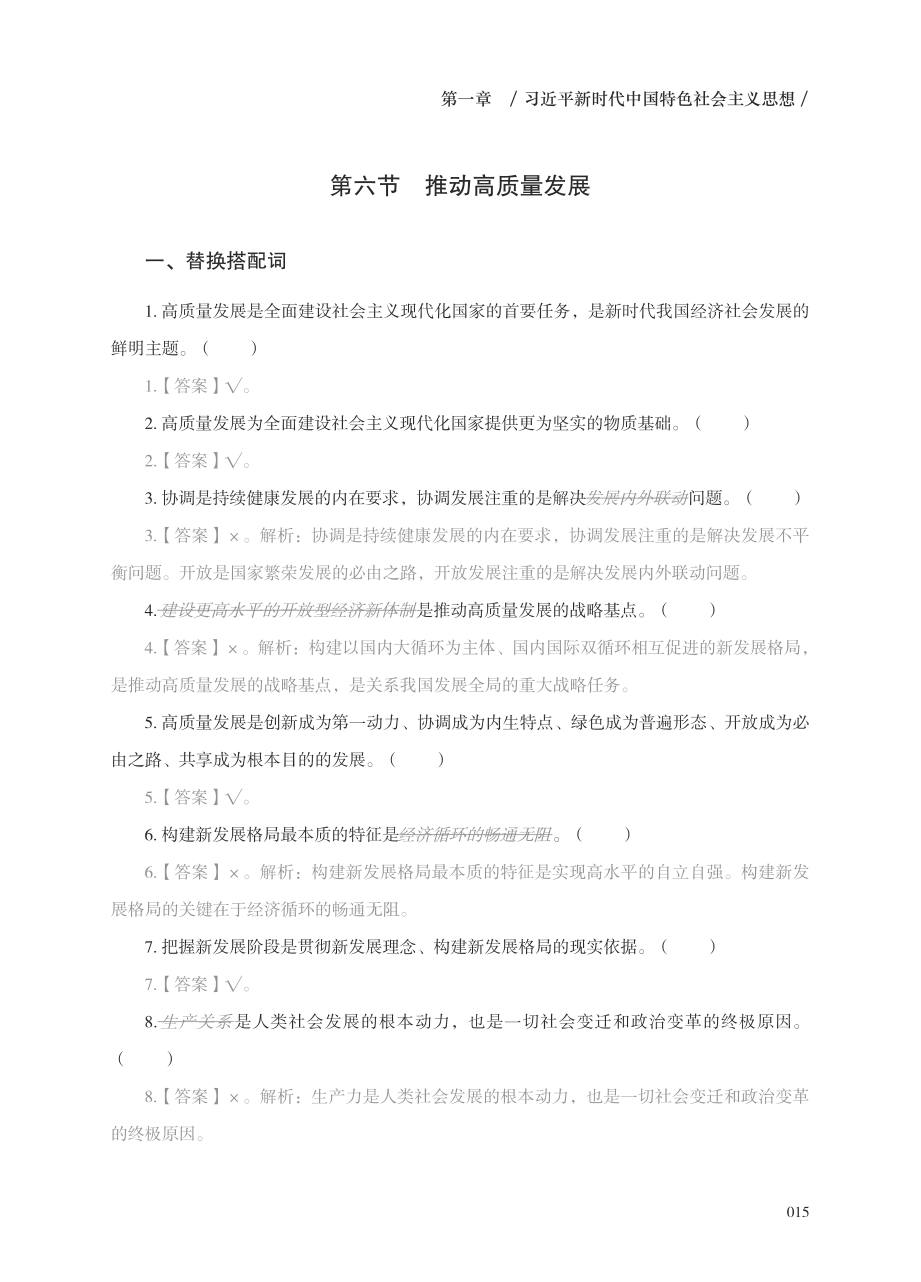 第一章 / 习近平新时代中国特色社会主义思想 /
第六节 推动高质量发展
一、替换搭配词
1. 高质量发展是全面建设社会主义现代化国家的首要任务，是新时代我国经济社会发展的
鲜明主题。（  ）
1.【答案】√。
2. 高质量发展为全面建设社会主义现代化国家提供更为坚实的物质基础。（  ）
2.【答案】√。
3. 协调是持续健康发展的内在要求，协调发展注重的是解决发展内外联动问题。（  ）
3.【答案】×。解析：协调是持续健康发展的内在要求，协调发展注重的是解决发展不平
衡问题。开放是国家繁荣发展的必由之路，开放发展注重的是解决发展内外联动问题。
4. 建设更高水平的开放型经济新体制是推动高质量发展的战略基点。（  ）
4.【答案】×。解析：构建以国内大循环为主体、国内国际双循环相互促进的新发展格局，
是推动高质量发展的战略基点，是关系我国发展全局的重大战略任务。
5. 高质量发展是创新成为第一动力、协调成为内生特点、绿色成为普遍形态、开放成为必
由之路、共享成为根本目的的发展。（  ）
5.【答案】√。
6. 构建新发展格局最本质的特征是经济循环的畅通无阻。（  ）
6.【答案】×。解析：构建新发展格局最本质的特征是实现高水平的自立自强。构建新发
展格局的关键在于经济循环的畅通无阻。
7. 把握新发展阶段是贯彻新发展理念、构建新发展格局的现实依据。（  ）
7.【答案】√。
8. 生产关系是人类社会发展的根本动力，也是一切社会变迁和政治变革的终极原因。
（  ）
8.【答案】×。解析：生产力是人类社会发展的根本动力，也是一切社会变迁和政治变革
的终极原因。
015